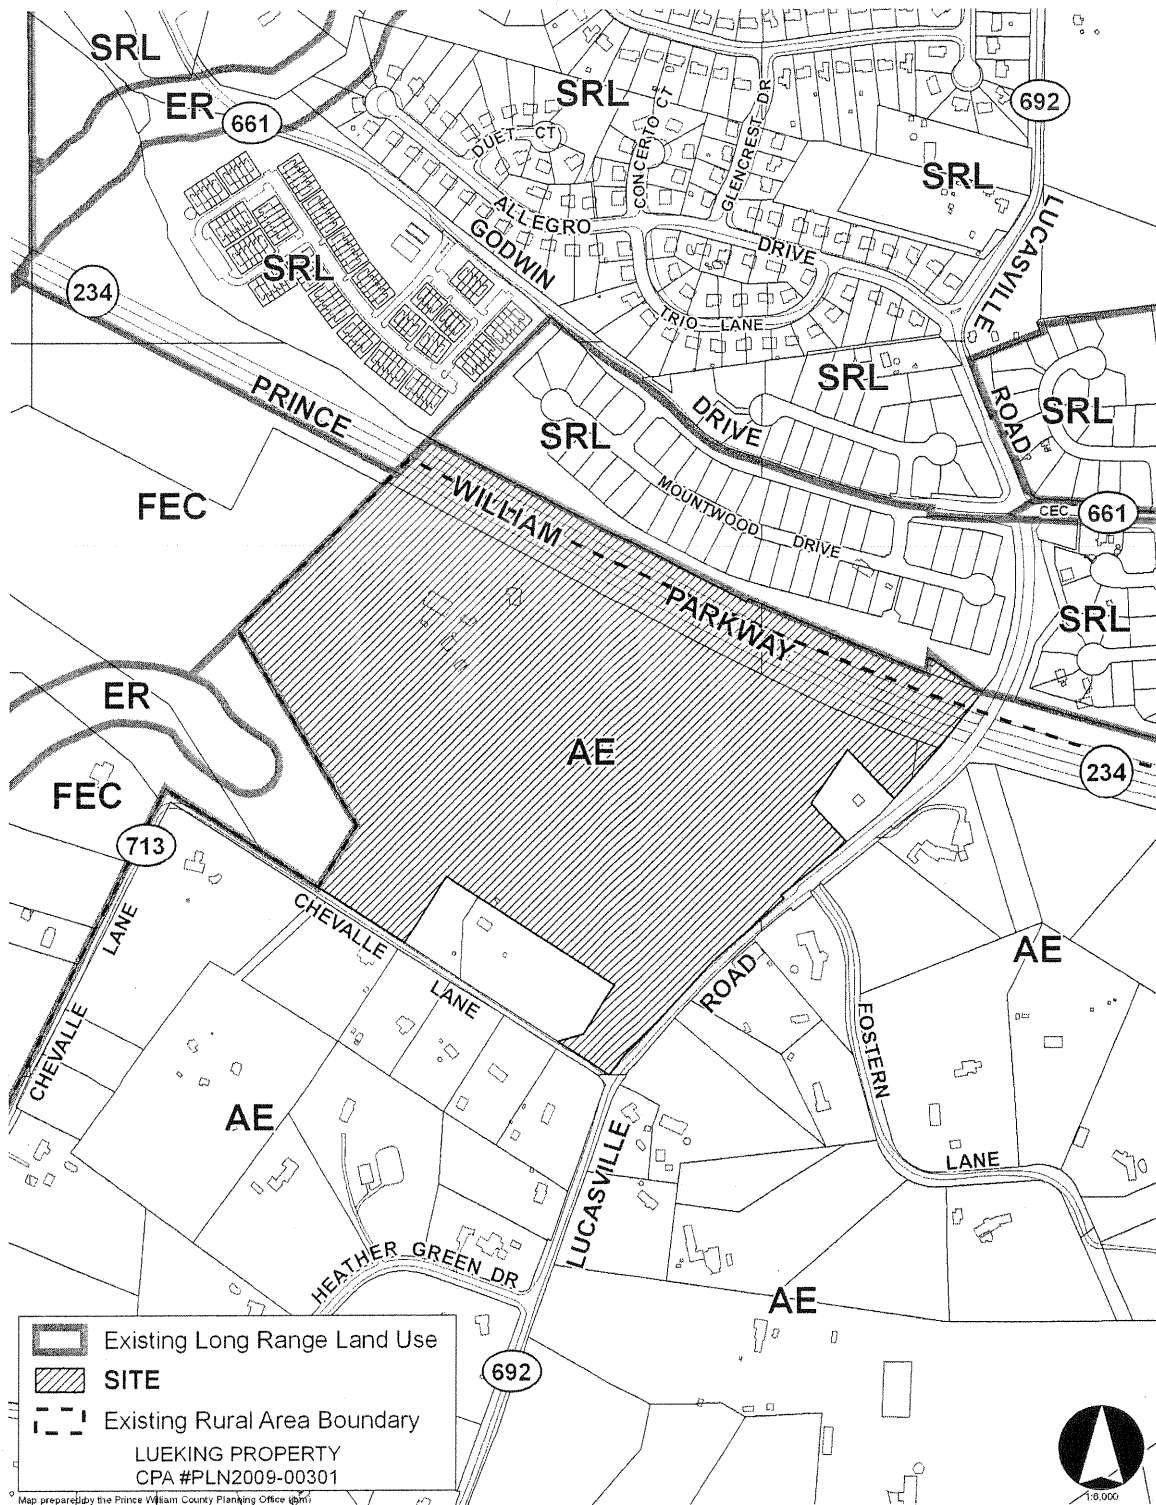 SRL
ER
661
SRL
692
DUET CT
CONCERTO CT
GLENCREST DR
SRL
ALLEGRO
DRIVE
GODWIN
LUCASVILLE
SRL
234
TRIO LANE
PRINCE
SRL
DRIVE
ROAD
SRL
SRL
FEC
WILLIAM
MOUNTWOOD DRIVE
CEC
661
PARKWAY
SRL
ER
AE
234
FEC
713
CHEVALLE
LANE
LANE
CHEVALLE
ROAD
AE
FOSTERN
LANE
AE
LUCASVILLE
HEATHER GREEN DR
AE
692
Existing Long Range Land Use
SITE
Existing Rural Area Boundary
LUEKING PROPERTY
CPA #PLN2009-00301
Map prepared by the Prince William County Planning Office
1:6,000